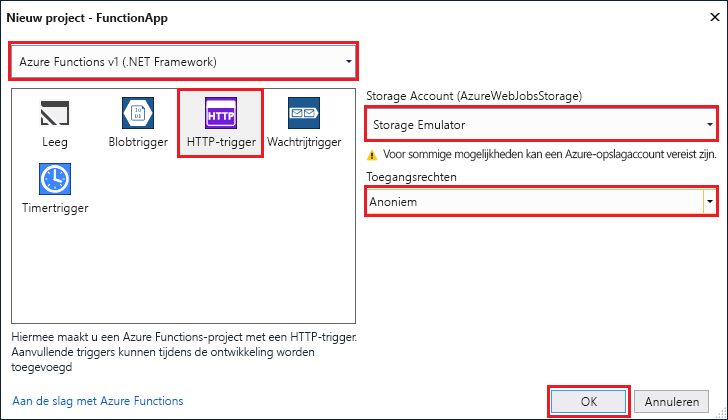 Nieuw project - FunctionApp
Azure Functions v1 (.NET Framework)
Leeg
Blobtrigger
HTTP
HTTP-trigger
Wachtrijtrigger
Timertrigger
Storage Account (AzureWebJobsStorage)
Storage Emulator
Voor sommige mogelijkheden kan een Azure-opslagaccount vereist zijn.
Toegangsrechten
Anoniem
Hiermee maakt u een Azure Functions-project met een HTTP-trigger.
Aanvullende triggers kunnen tijdens de ontwikkeling worden
toegevoegd
Aan de slag met Azure Functions
OK
Annuleren